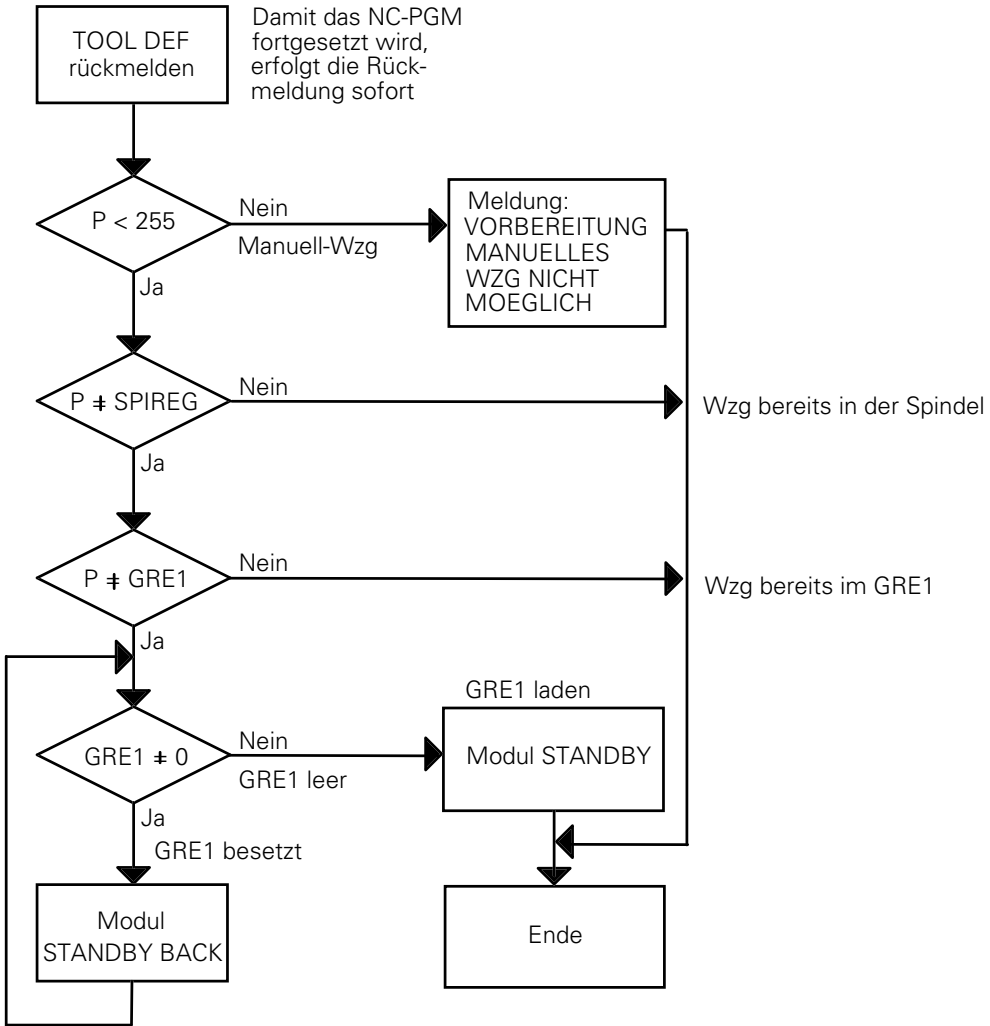 TOOL DEF
rückmelden
Damit das NC-PGM
fortgesetzt wird,
erfolgt die Rück-
meldung sofort
P < 255
Nein
Manuell-Wzg
Meldung:
VORBEREITUNG
MANUELLES
WZG NICHT
MOEGLICH
Ja
P ≠ SPIREG
Nein
Wzg bereits in der Spindel
Ja
P ≠ GRE1
Nein
Wzg bereits im GRE1
Ja
GRE1 laden
GRE1 ≠ 0
Nein
GRE1 leer
Modul STANDBY
Ja
GRE1 besetzt
Modul
STANDBY BACK
Ende